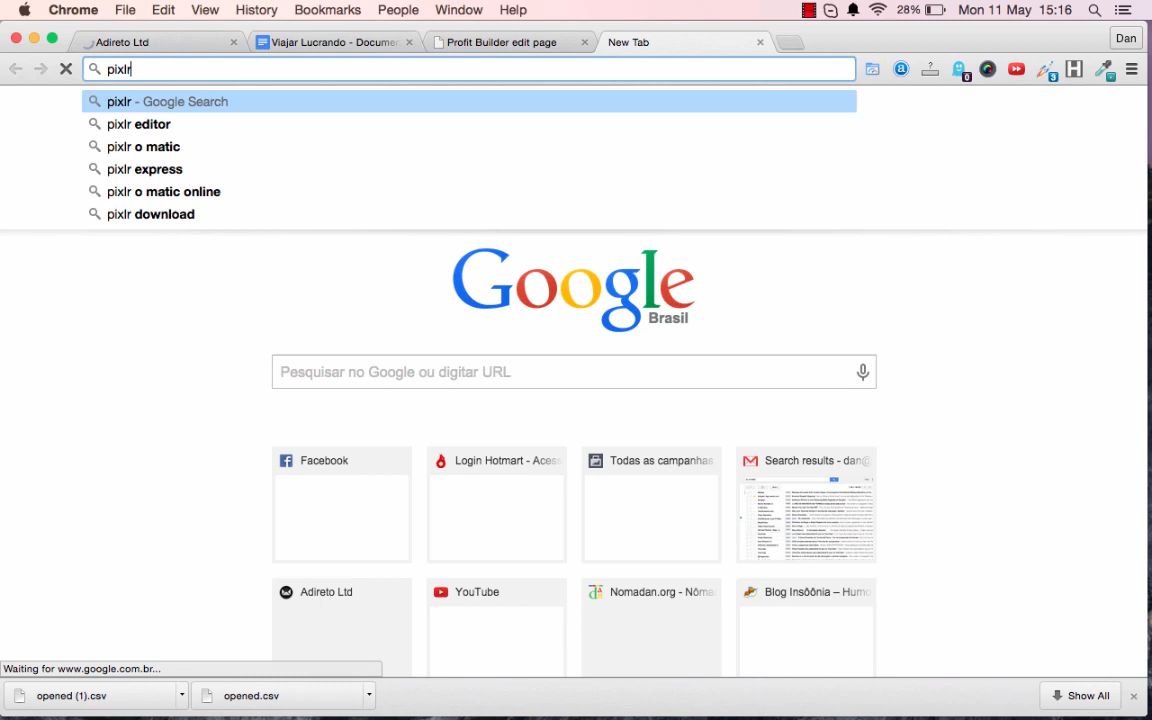 Chrome File Edit View History Bookmarks People Window Help 28% Mon 11 May 15:16
Adireto Ltd Viajar Lucrando - Documen Profit Builder edit page New Tab Dan
pixlr 0 3
pixlr - Google Search
pixlr editor
pixlr o matic
pixlr express
pixlr o matic online
pixlr download
Google
Brasil
Pesquisar no Google ou digitar URL
Facebook Login Hotmart - Acess Todas as campanhas Search results - dan@
Adireto Ltd YouTube Nomadan.org - Nôma Blog Insôônia – Humo
Waiting for www.google.com.br...
opened (1).csv opened.csv Show All